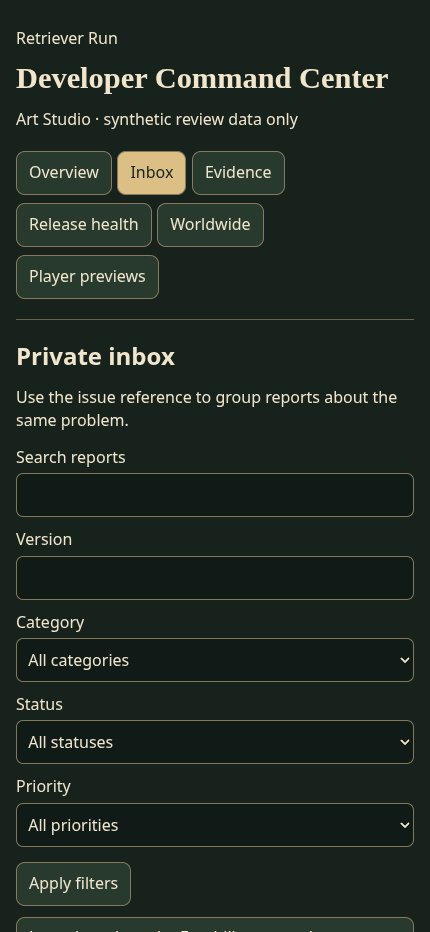 Retriever Run
Developer Command Center
Art Studio · synthetic review data only
Overview
Inbox
Evidence
Release health
Worldwide
Player previews
Private inbox
Use the issue reference to group reports about the
same problem.
Search reports
Version
Category
All categories
Status
All statuses
Priority
All priorities
Apply filters